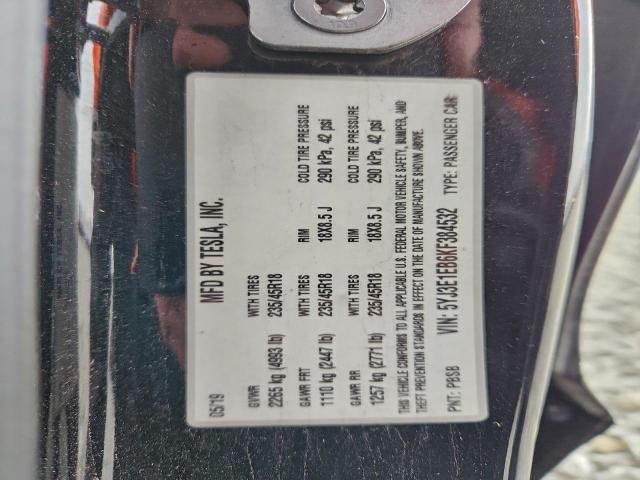 MFD BY TESLA, INC.
05/19
GVWR WITH TIRES RIM COLD TIRE PRESSURE
2265 kg (4993 lb) 235/45R18 18X8.5 J 290 kPa, 42 psi
GAWR FRT WITH TIRES RIM COLD TIRE PRESSURE
1110 kg (2447 lb) 235/45R18 18X8.5 J 290 kPa, 42 psi
GAWR RR
1257 kg (2771 lb) 235/45R18
THIS VEHICLE CONFORMS TO ALL APPLICABLE U.S. FEDERAL MOTOR VEHICLE SAFETY, BUMPER, AND
THEFT PREVENTION STANDARDS IN EFFECT ON THE DATE OF MANUFACTURE SHOWN ABOVE.
VIN: 5YJ3E1EB6KF384532
PNT: PBSB TYPE: PASSENGER CAR